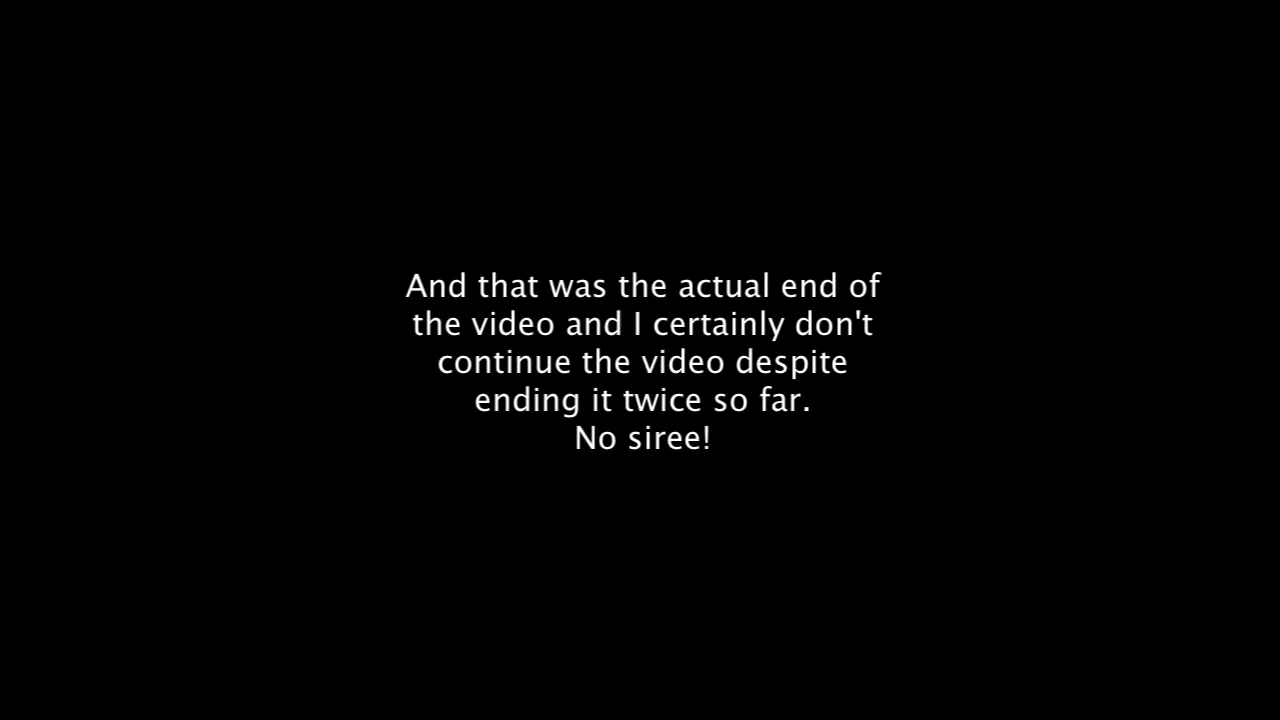 And that was the actual end of
the video and I certainly don't
continue the video despite
ending it twice so far.
No siree!